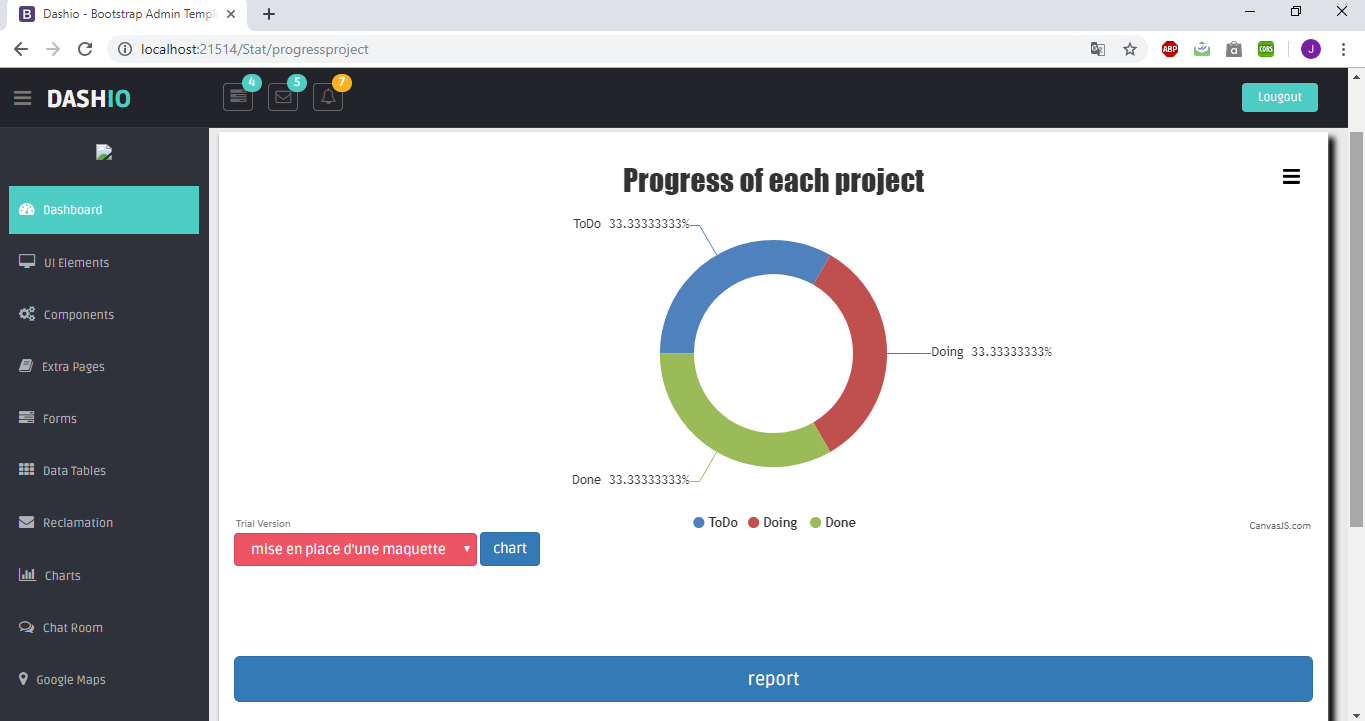 Dashio - Bootstrap Admin Templ
localhost:21514/Stat/progressproject
ABP
a
CORS
J
DASHIO
4
5
7
Lougout
Dashboard
UI Elements
Components
Extra Pages
Forms
Data Tables
Reclamation
Charts
Chat Room
Google Maps
Progress of each project
ToDo 33.33333333%
Doing 33.33333333%
Done 33.33333333%
ToDo Doing Done
Trial Version
CanvasJS.com
mise en place d'une maquette
chart
report